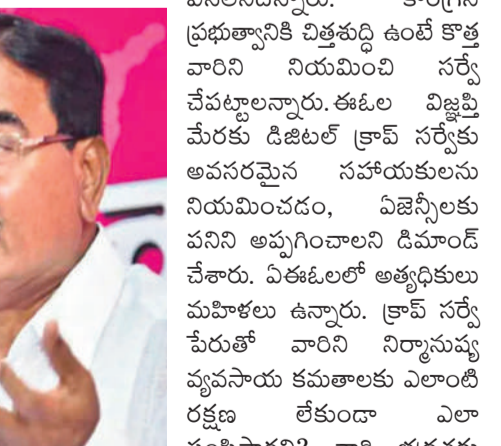 ప్రభుత్వానికి చిత్తశుద్ధి ఉంటే కొత్త
వారిని నియమించి సర్వే
చేపట్టాలన్నారు. ఈఓల విజ్ఞప్తి
మేరకు డిజిటల్ క్రాప్ సర్వేకు
అవసరమైన సహాయకులను
నియమించడం, ఏజెన్సీలకు
పనిని అప్పగించాలని డిమాండ్
చేశారు. ఏఈఓలలో అత్యధికులు
మహిళలు ఉన్నారు. క్రాప్ సర్వే
పేరుతో వారిని నిర్మానుష్య
వ్యవసాయ కమతాలకు ఎలాంటి
రక్షణ లేకుండా ఎలా